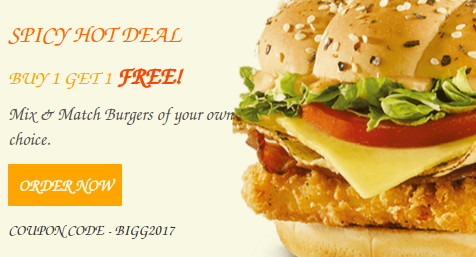 SPICY HOT DEAL
BUY 1 GET 1 FREE!
Mix & Match Burgers of your own
choice.
ORDER NOW
COUPON CODE - BIGG2017